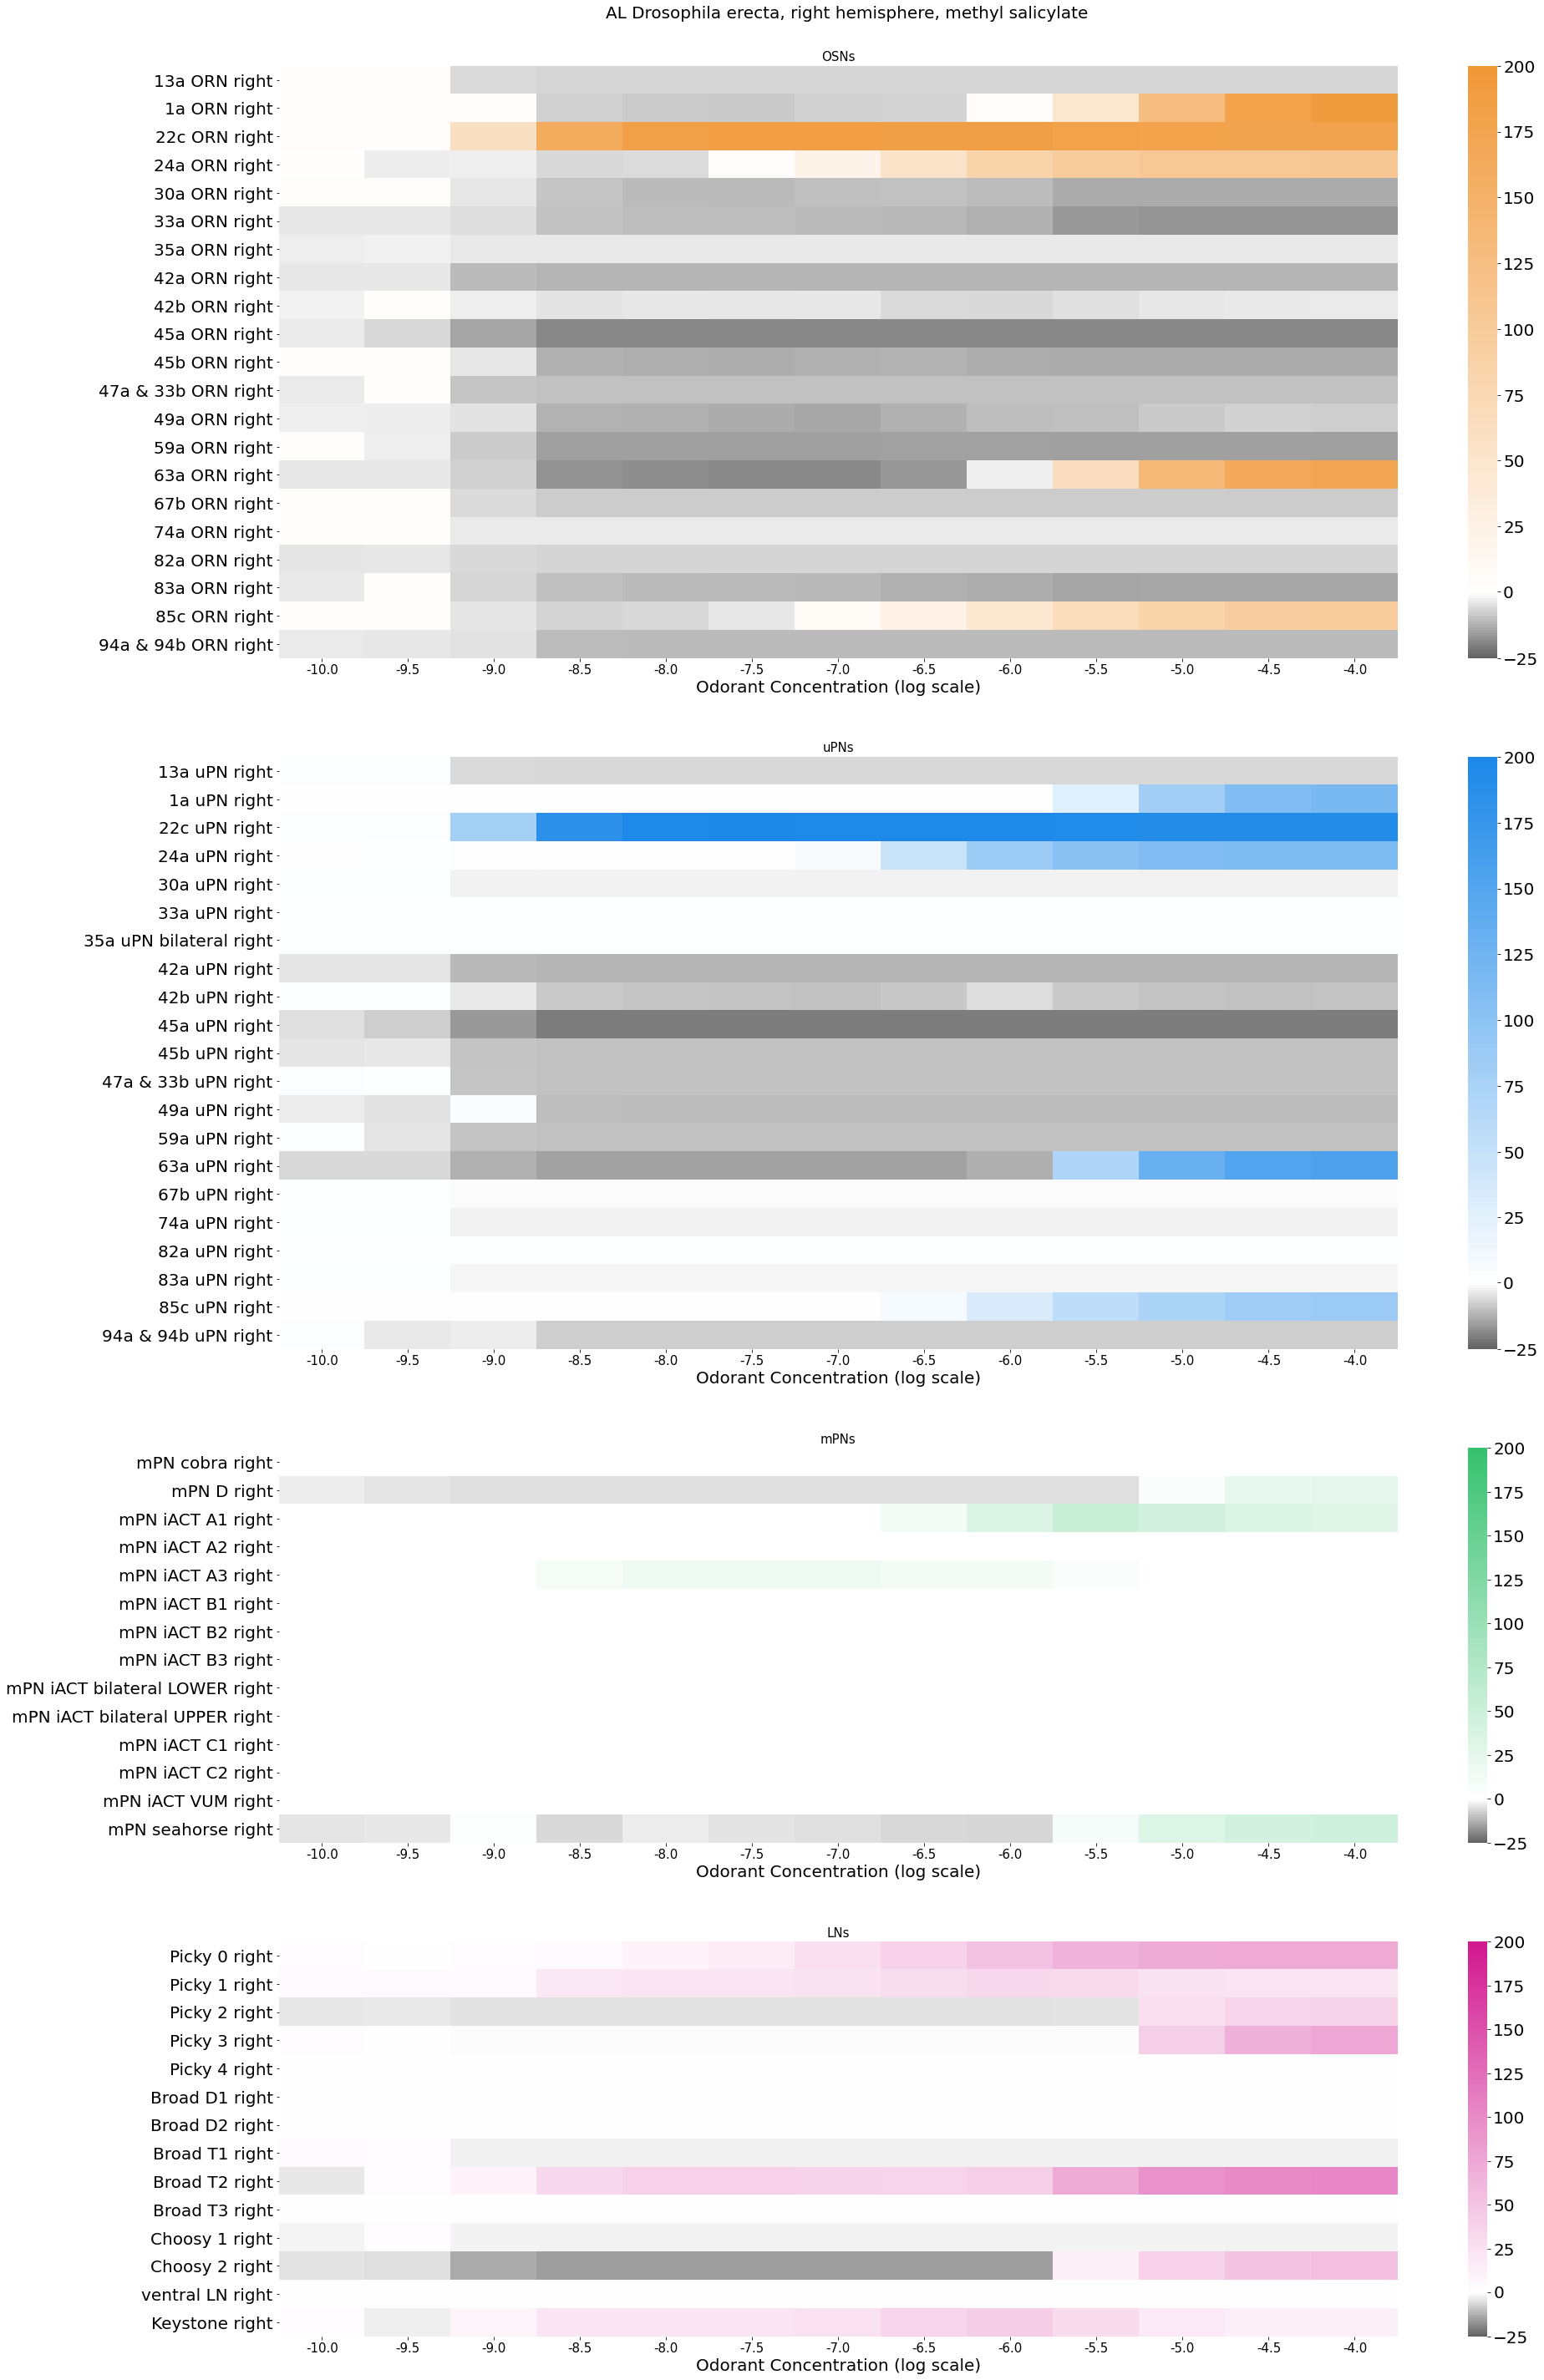 AL Drosophila erecta, right hemisphere, methyl salicylate
OSNs
13a ORN right
1a ORN right
22c ORN right
24a ORN right
30a ORN right
33a ORN right
35a ORN right
42a ORN right
42b ORN right
45a ORN right
45b ORN right
47a & 33b ORN right
49a ORN right
59a ORN right
63a ORN right
67b ORN right
74a ORN right
82a ORN right
83a ORN right
85c ORN right
94a & 94b ORN right
-10.0 -9.5 -9.0 -8.5 -8.0 -7.5 -7.0 -6.5 -6.0 -5.5 -5.0 -4.5 -4.0
Odorant Concentration (log scale)
200
175
150
125
100
75
50
25
0
−25
uPNs
13a uPN right
1a uPN right
22c uPN right
24a uPN right
30a uPN right
33a uPN right
35a uPN bilateral right
42a uPN right
42b uPN right
45a uPN right
45b uPN right
47a & 33b uPN right
49a uPN right
59a uPN right
63a uPN right
67b uPN right
74a uPN right
82a uPN right
83a uPN right
85c uPN right
94a & 94b uPN right
-10.0 -9.5 -9.0 -8.5 -8.0 -7.5 -7.0 -6.5 -6.0 -5.5 -5.0 -4.5 -4.0
Odorant Concentration (log scale)
200
175
150
125
100
75
50
25
0
−25
mPNs
mPN cobra right
mPN D right
mPN iACT A1 right
mPN iACT A2 right
mPN iACT A3 right
mPN iACT B1 right
mPN iACT B2 right
mPN iACT B3 right
mPN iACT bilateral LOWER right
mPN iACT bilateral UPPER right
mPN iACT C1 right
mPN iACT C2 right
mPN iACT VUM right
mPN seahorse right
-10.0 -9.5 -9.0 -8.5 -8.0 -7.5 -7.0 -6.5 -6.0 -5.5 -5.0 -4.5 -4.0
Odorant Concentration (log scale)
200
175
150
125
100
75
50
25
0
−25
LNs
Picky 0 right
Picky 1 right
Picky 2 right
Picky 3 right
Picky 4 right
Broad D1 right
Broad D2 right
Broad T1 right
Broad T2 right
Broad T3 right
Choosy 1 right
Choosy 2 right
ventral LN right
Keystone right
-10.0 -9.5 -9.0 -8.5 -8.0 -7.5 -7.0 -6.5 -6.0 -5.5 -5.0 -4.5 -4.0
Odorant Concentration (log scale)
200
175
150
125
100
75
50
25
0
−25